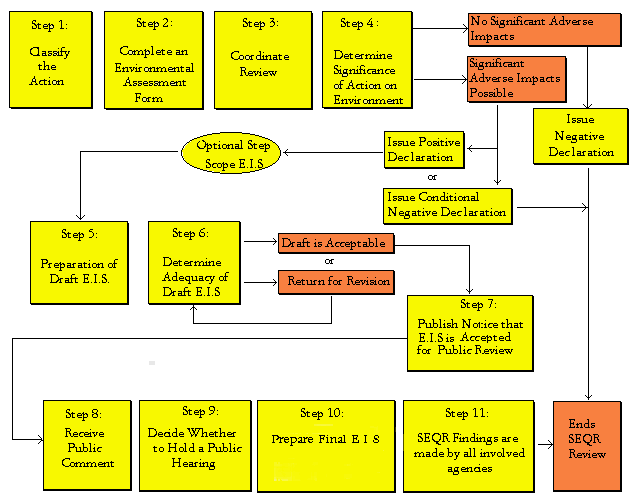 Step 1:
Classify
the
Action
Step 2:
Complete an
Environmental
Assessment
Form
Step 3:
Coordinate
Review
Step 4:
Determine
Significance
of Action on
Environment
No Significant Adverse
Impacts
Significant
Adverse Impacts
Possible
Issue
Negative
Declaration
Optional Step
Scope E.I.S.
Issue Positive
Declaration
or
Issue Conditional
Negative Declaration
Step 5:
Preparation of
Draft E.I.S.
Step 6:
Determine
Adequacy of
Draft E.I.S
Draft is Acceptable
or
Return for Revision
Step 7:
Publish Notice that
E.I.S is Accepted
for Public Review
Step 8:
Receive
Public
Comment
Step 9:
Decide Whether
to Hold a Public
Hearing
Step 10:
Prepare Final E I S
Step 11:
SEQR Findings are
made by all involved
agencies
Ends
SEQR
Review